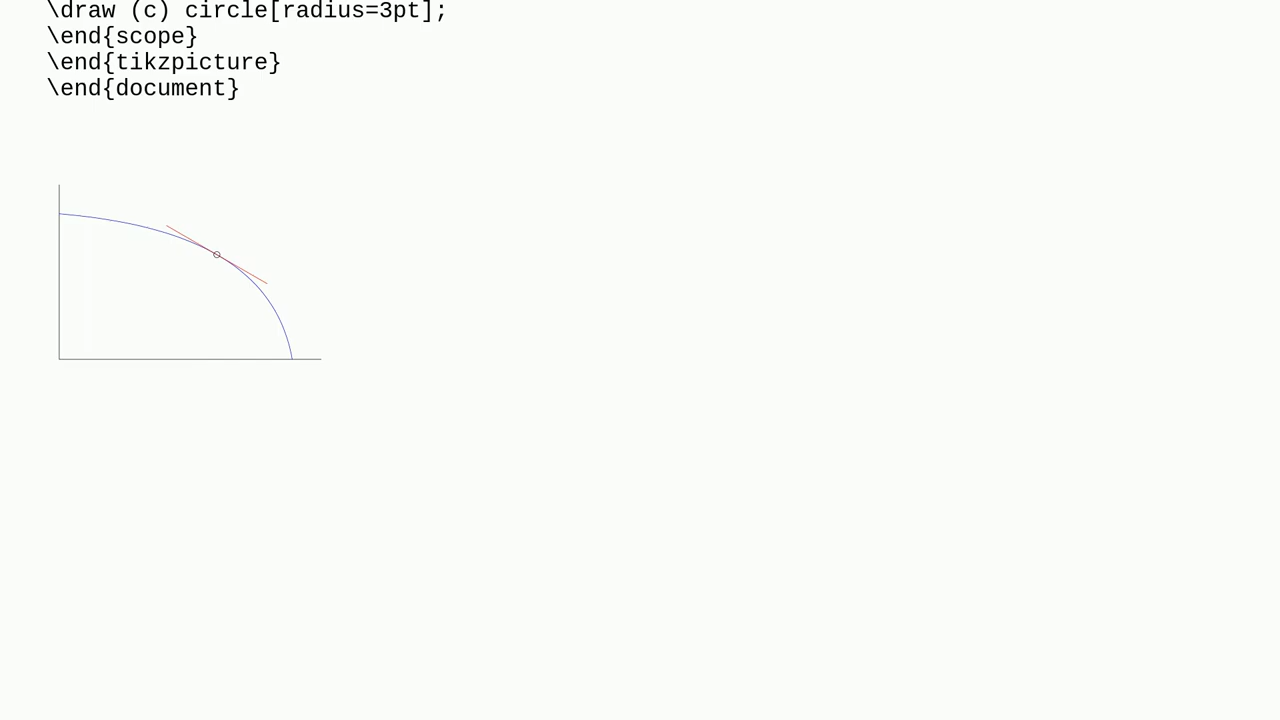 \draw (c) circle[radius=3pt];
\end{scope}
\end{tikzpicture}
\end{document}